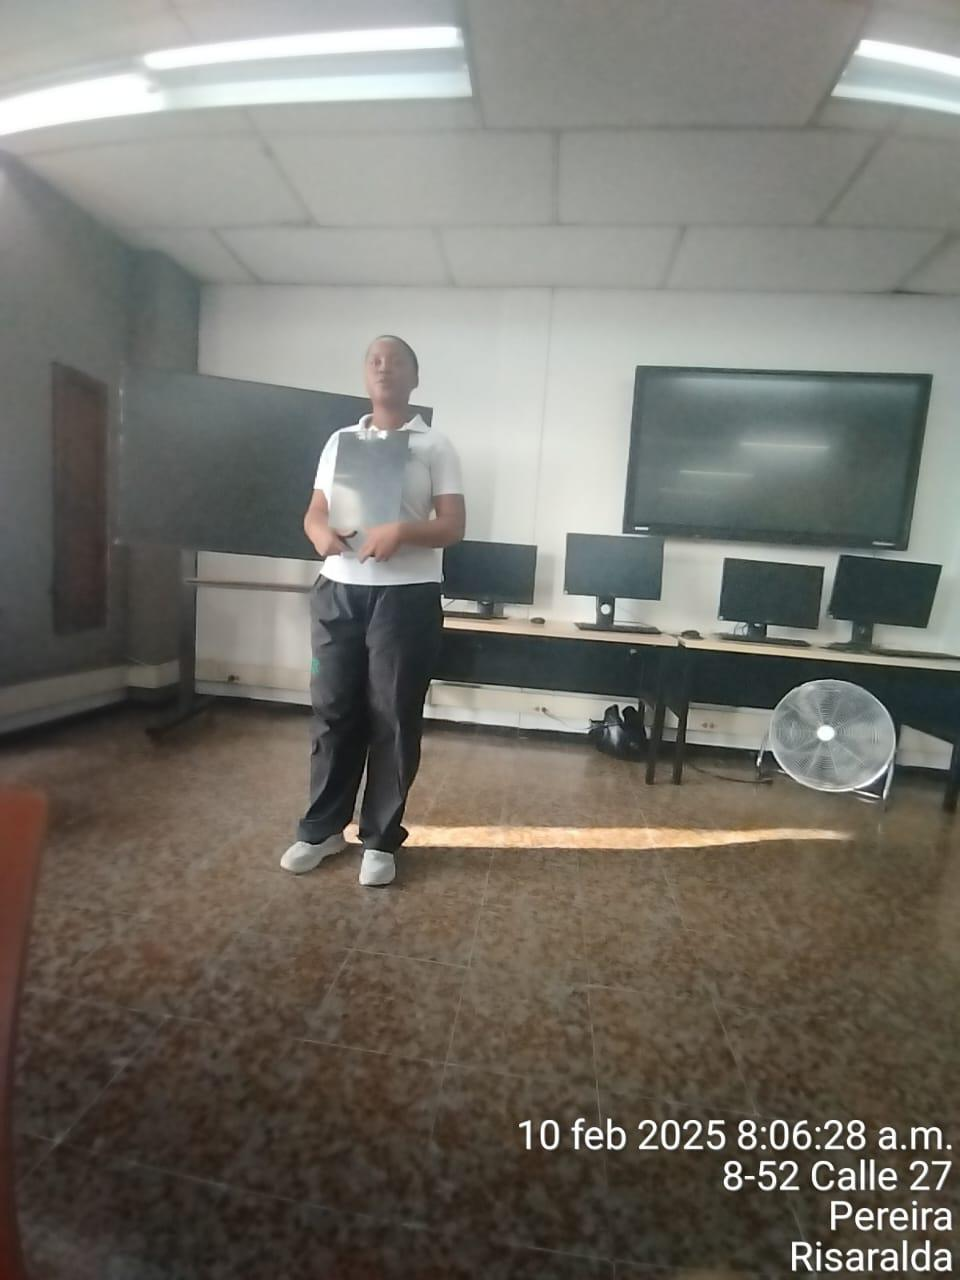 10 feb 2025 8:06:28 a.m.
8-52 Calle 27
Pereira
Risaralda